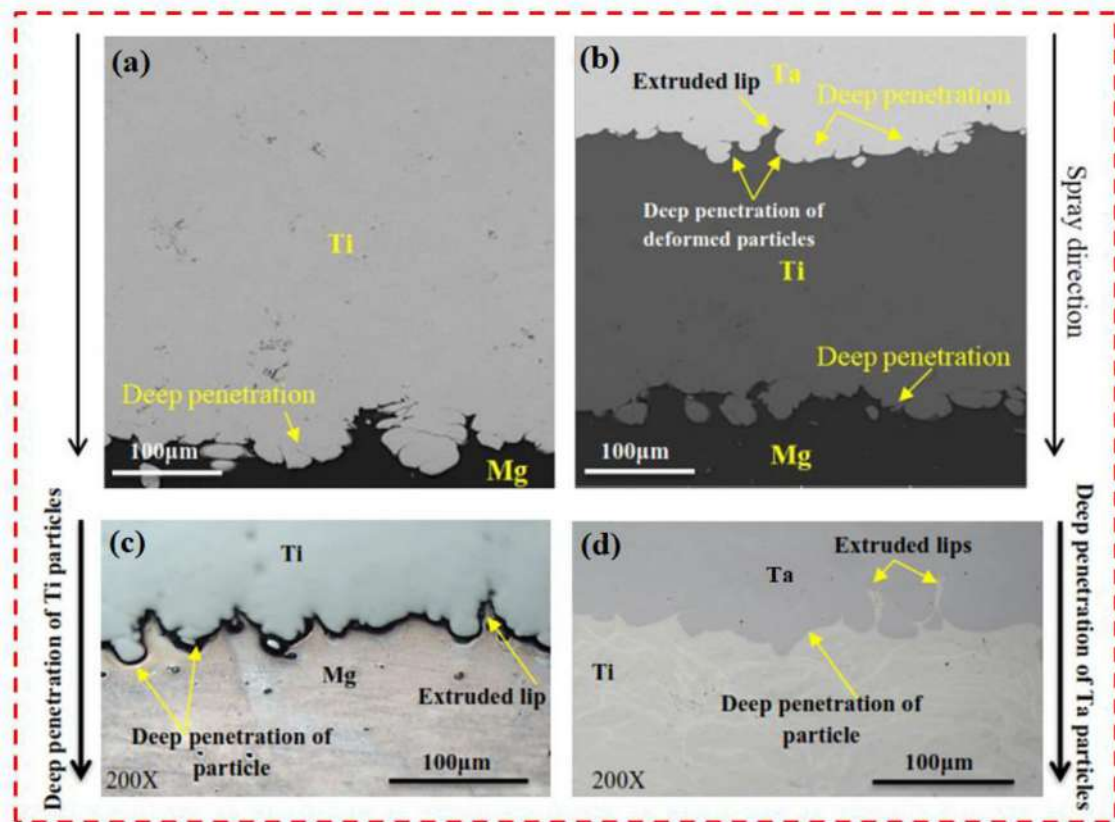 (a)
Ti
Deep penetration
100μm
Mg
(b)
Ta
Extruded lip
Deep penetration
Deep penetration of
deformed particles
Ti
Deep penetration
100μm
Mg
Spray direction
Deep penetration of Ti particles
(c)
Ti
Mg
Extruded lip
Deep penetration of
particle
100μm
200X
(d)
Extruded lips
Ta
Ti
Deep penetration of
particle
100μm
200X
Deep penetration of Ta particles